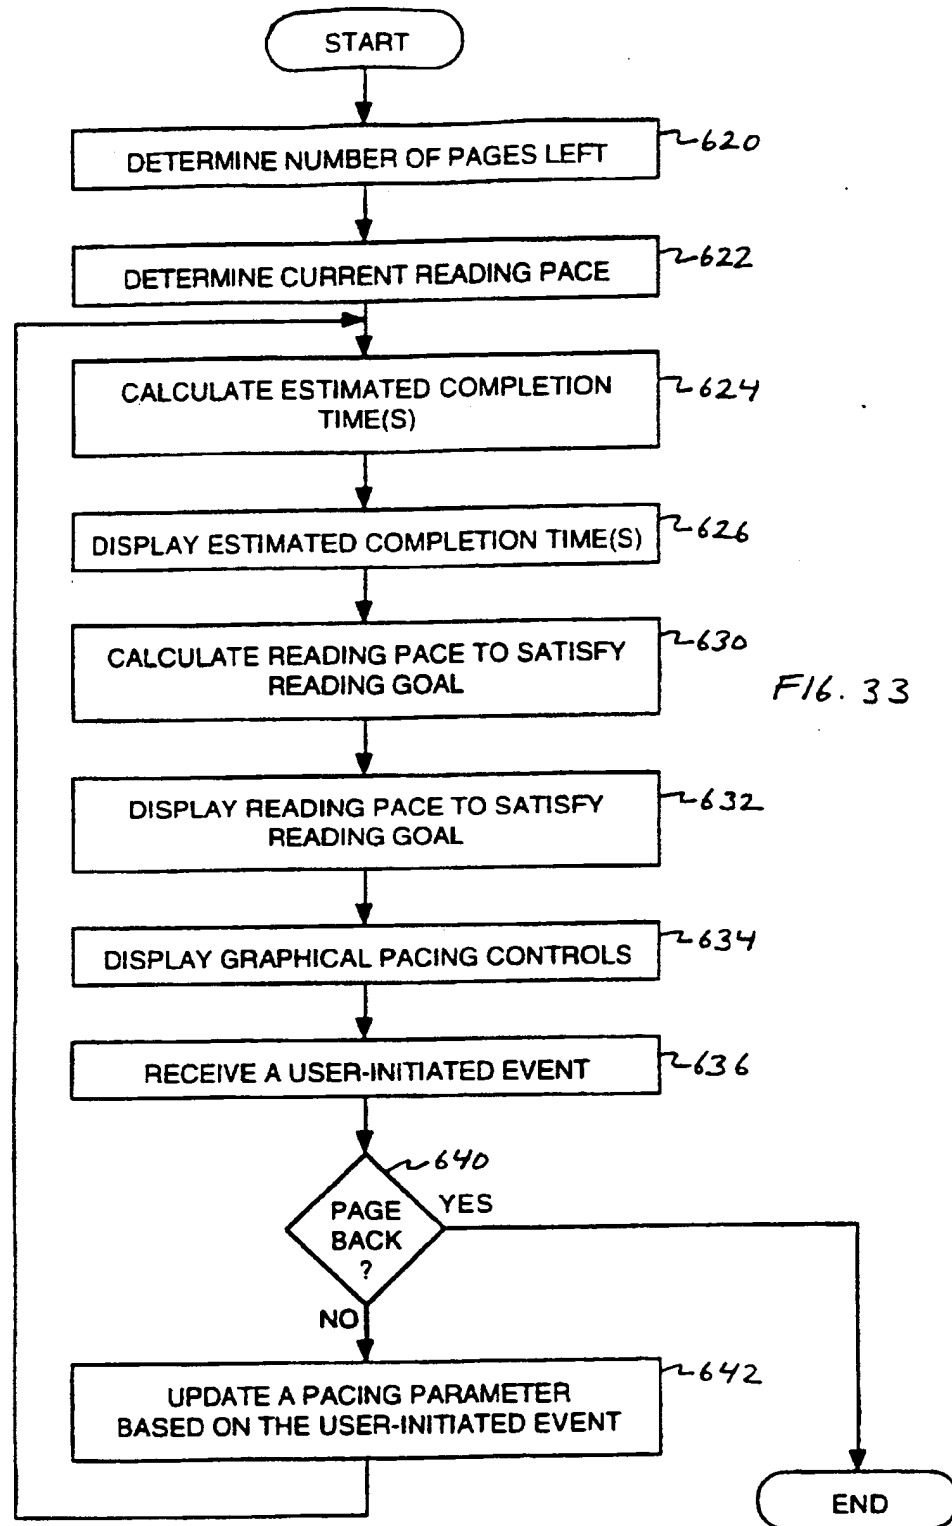 START
DETERMINE NUMBER OF PAGES LEFT
620
DETERMINE CURRENT READING PACE
622
CALCULATE ESTIMATED COMPLETION
TIME(S)
624
DISPLAY ESTIMATED COMPLETION TIME(S)
626
CALCULATE READING PACE TO SATISFY
READING GOAL
630
FIG. 33
DISPLAY READING PACE TO SATISFY
READING GOAL
632
DISPLAY GRAPHICAL PACING CONTROLS
634
RECEIVE A USER-INITIATED EVENT
636
640
PAGE
BACK
?
YES
NO
UPDATE A PACING PARAMETER
BASED ON THE USER-INITIATED EVENT
642
END